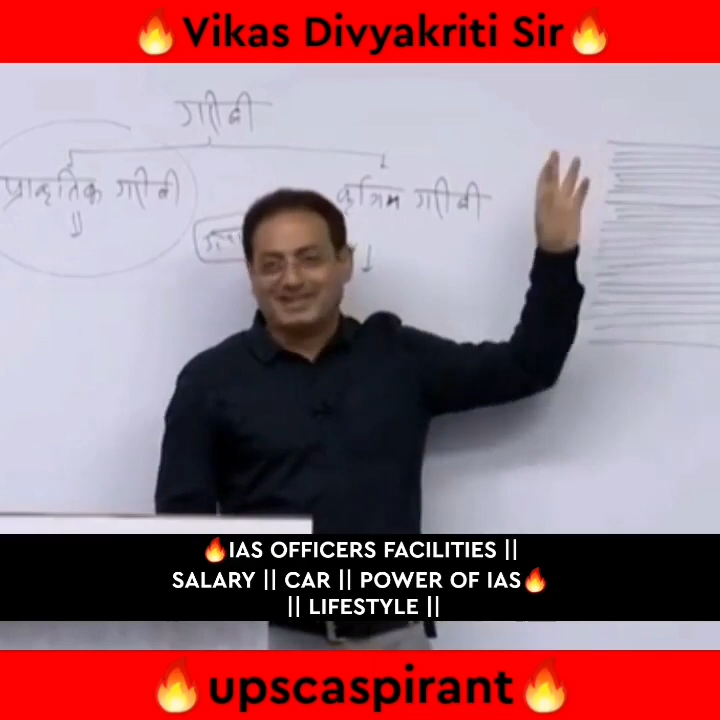 🔥Vikas Divyakriti Sir🔥
गरीबी
प्राकृतिक गरीबी
कृत्रिम गरीबी
🔥IAS OFFICERS FACILITIES ||
SALARY || CAR || POWER OF IAS🔥
|| LIFESTYLE ||
🔥upscaspirant🔥